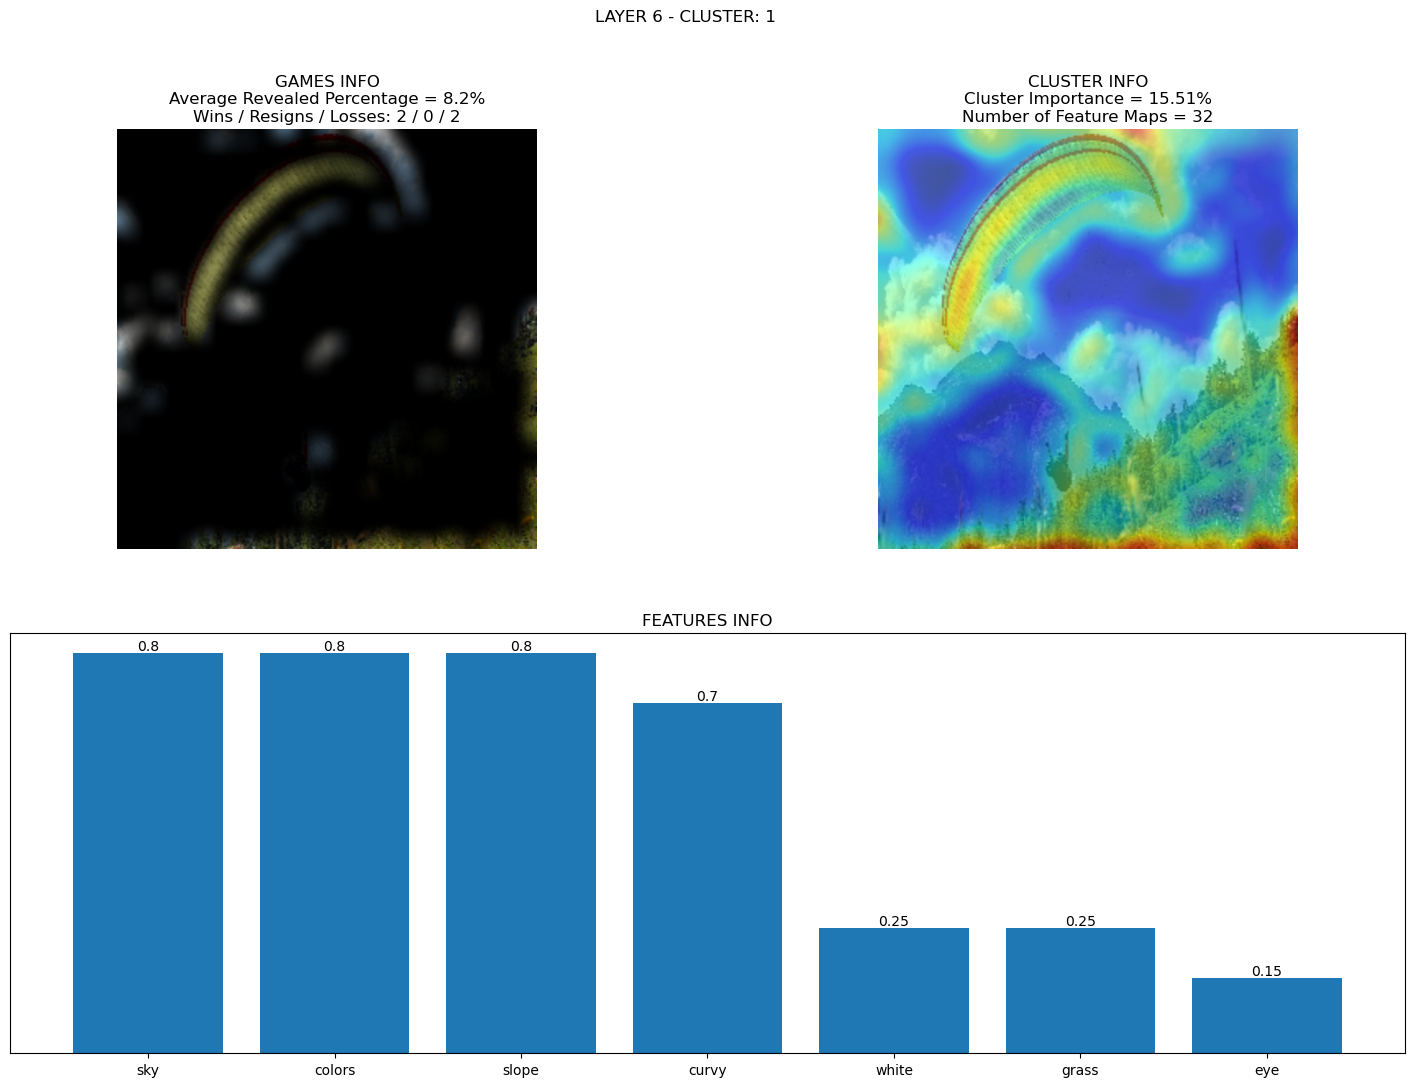 LAYER 6 - CLUSTER: 1
GAMES INFO
Average Revealed Percentage = 8.2%
Wins / Resigns / Losses: 2 / 0 / 2
CLUSTER INFO
Cluster Importance = 15.51%
Number of Feature Maps = 32
FEATURES INFO
0.8
0.8
0.8
0.7
0.25
0.25
0.15
sky
colors
slope
curvy
white
grass
eye